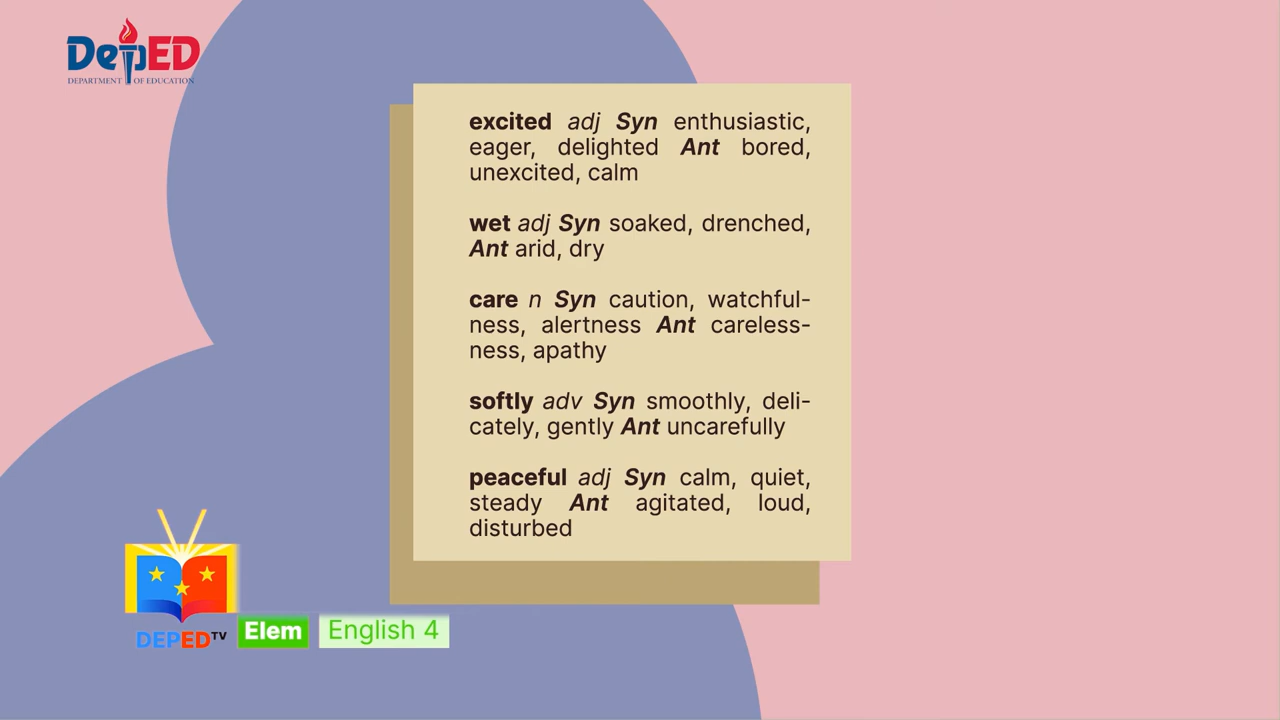 DepED
DEPARTMENT OF EDUCATION
excited adj Syn enthusiastic,
eager, delighted Ant bored,
unexcited, calm
wet adj Syn soaked, drenched,
Ant arid, dry
care n Syn caution, watchful-
ness, alertness Ant careless-
ness, apathy
softly adv Syn smoothly, deli-
cately, gently Ant uncarefully
peaceful adj Syn calm, quiet,
steady Ant agitated, loud,
disturbed
DEPED TV
Elem English 4